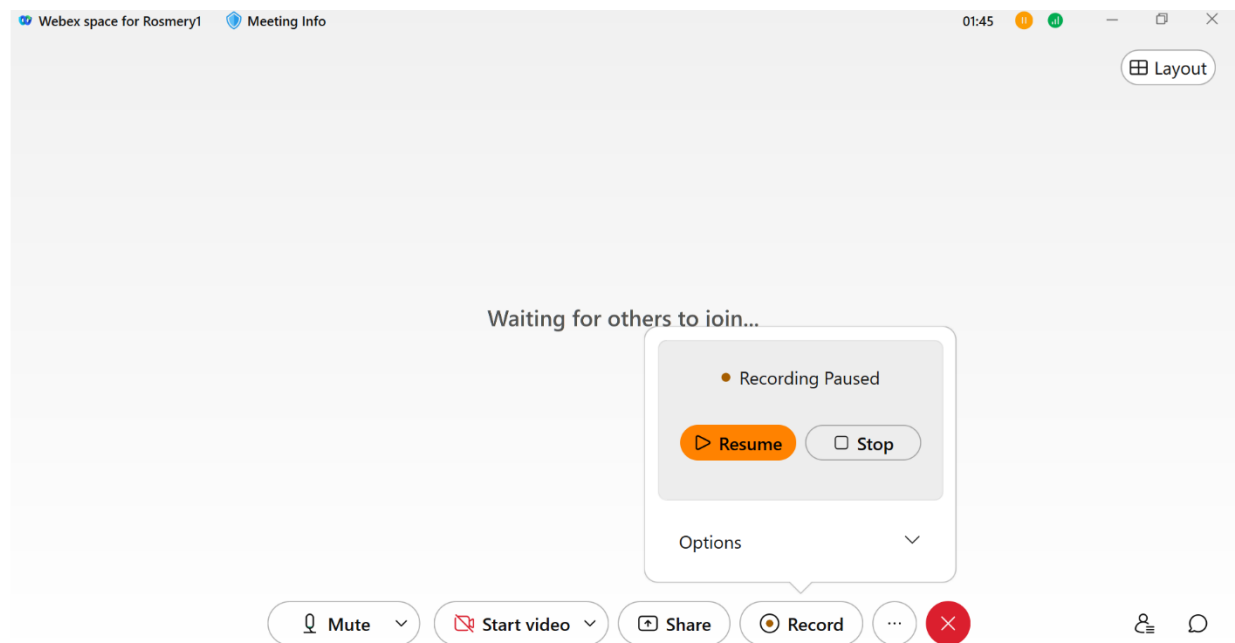 Webex space for Rosmery1 Meeting Info 01:45
Layout
Waiting for others to join...
Recording Paused
Resume Stop
Options
Mute Start video Share Record